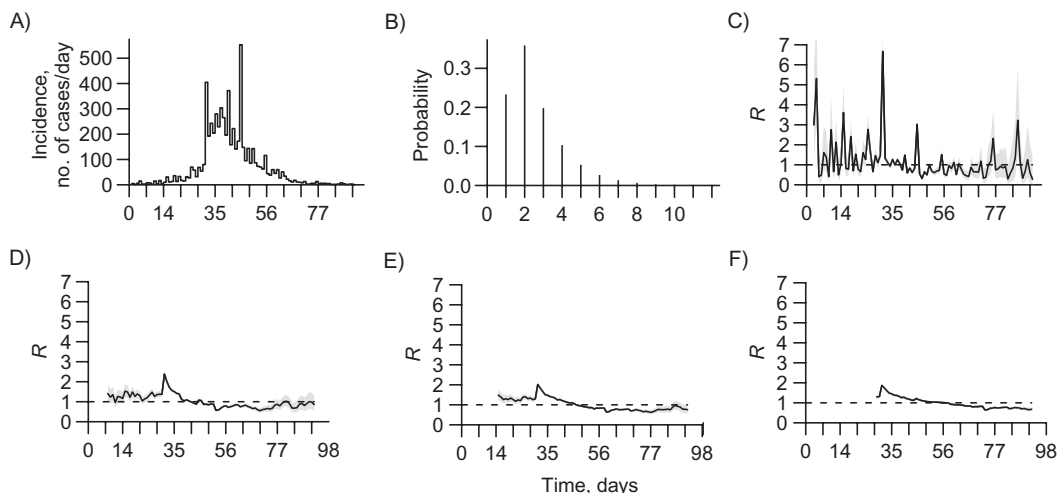 A)
Incidence,
no. of cases/day
500
400
300
200
100
0
0 14 35 56 77
B)
Probability
0.3
0.2
0.1
0.0
0 2 4 6 8 10
C)
R
7
6
5
4
3
2
1
0
0 14 35 56 77
D)
R
7
6
5
4
3
2
1
0
0 14 35 56 77 98
E)
R
7
6
5
4
3
2
1
0
0 14 35 56 77 98
F)
R
7
6
5
4
3
2
1
0
0 14 35 56 77 98
Time, days